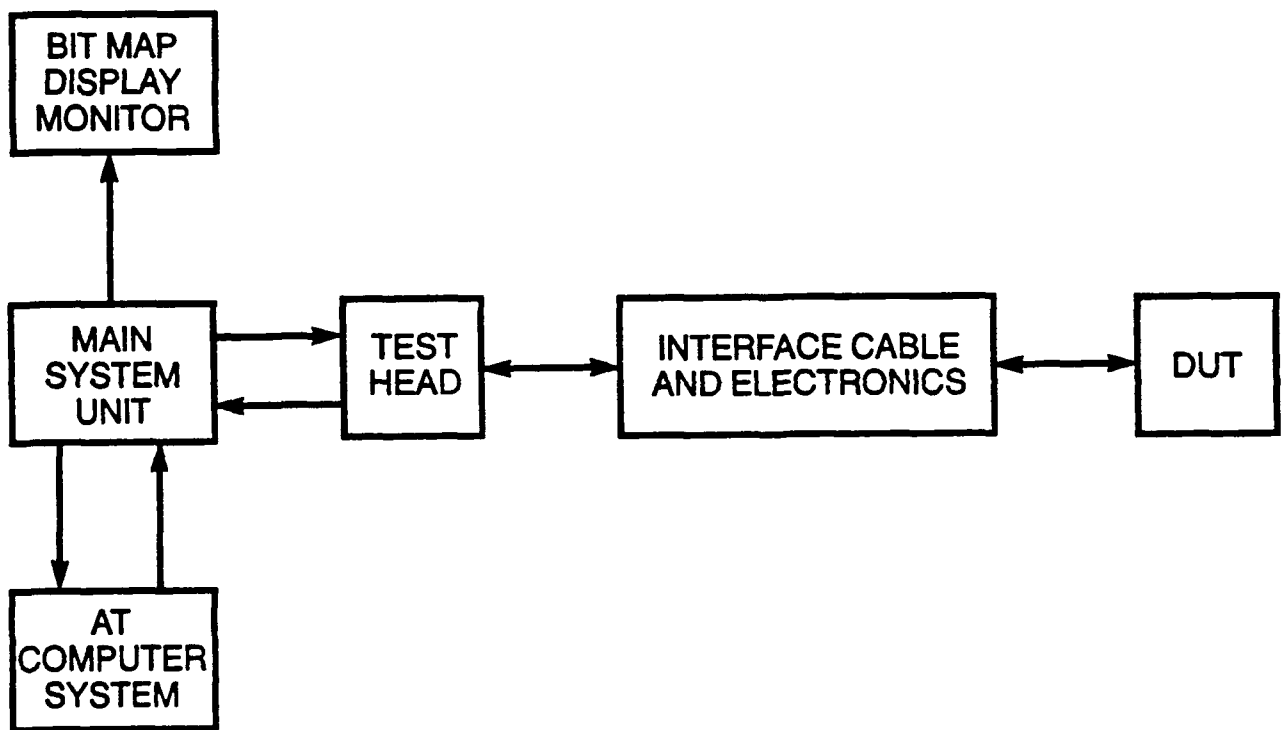 BIT MAP
DISPLAY
MONITOR
MAIN
SYSTEM
UNIT
TEST
HEAD
INTERFACE CABLE
AND ELECTRONICS
DUT
AT
COMPUTER
SYSTEM